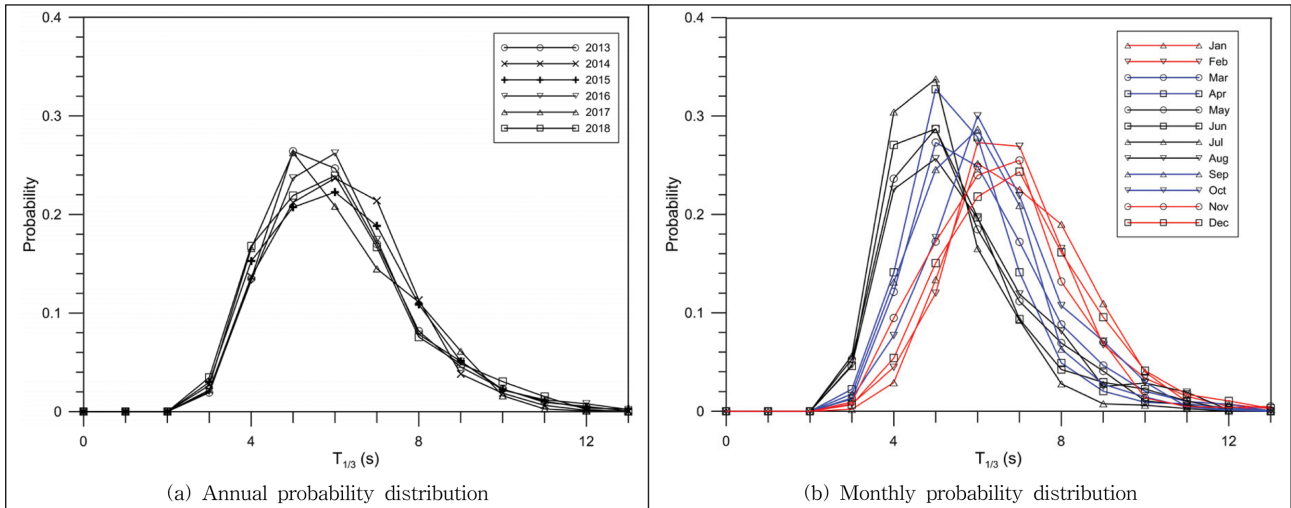 0.4
0.3
0.2
0.1
0
Probability
0 4 8 12
T1/3 (s)
2013
2014
2015
2016
2017
2018
(a) Annual probability distribution
0.4
0.3
0.2
0.1
0
Probability
0 4 8 12
T1/3 (s)
Jan
Feb
Mar
Apr
May
Jun
Jul
Aug
Sep
Oct
Nov
Dec
(b) Monthly probability distribution